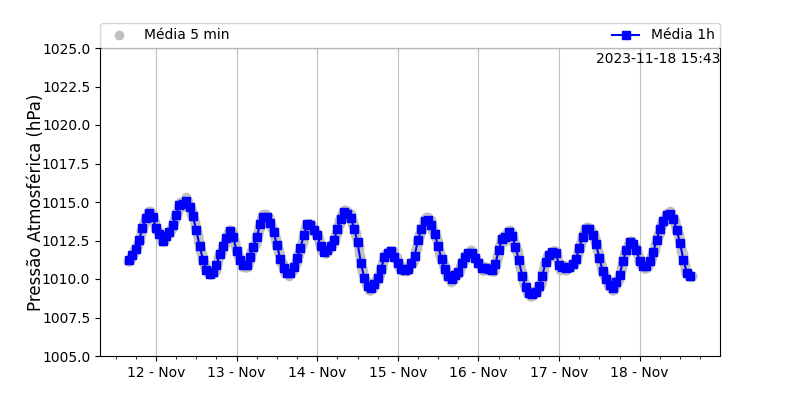 Média 5 min
Média 1h
2023-11-18 15:43
Pressão Atmosférica (hPa)
1025.0
1022.5
1020.0
1017.5
1015.0
1012.5
1010.0
1007.5
1005.0
12 - Nov
13 - Nov
14 - Nov
15 - Nov
16 - Nov
17 - Nov
18 - Nov